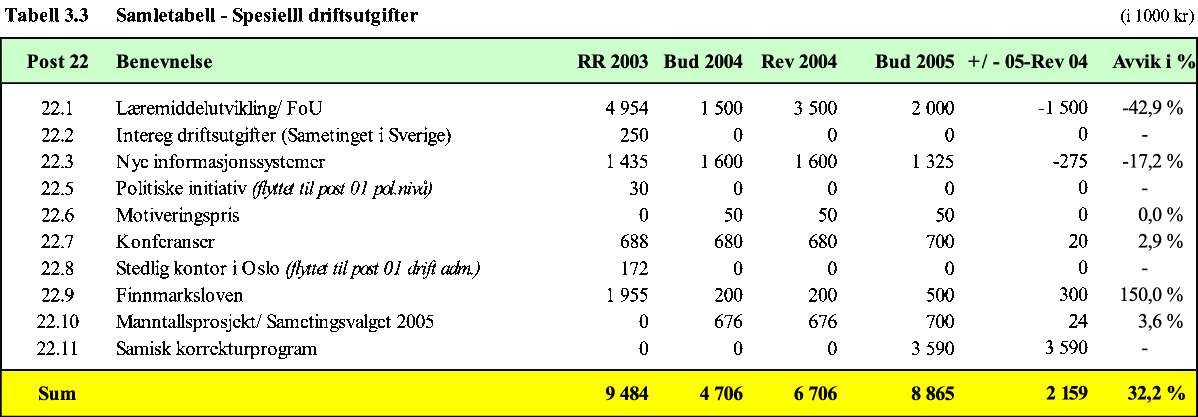 Tabell 3.3 Samletabell - Spesielll driftsutgifter (i 1000 kr)
Post 22 Benevnelse RR 2003 Bud 2004 Rev 2004 Bud 2005 +/ - 05-Rev 04 Avvik i %
22.1 Læremiddelutvikling/ FoU 4 954 1 500 3 500 2 000 -1 500 -42,9 %
22.2 Intereg driftsutgifter (Sametinget i Sverige) 250 0 0 0 0 -
22.3 Nye informasjonssystemer 1 435 1 600 1 600 1 325 -275 -17,2 %
22.5 Politiske initiativ (flyttet til post 01 pol.nivå) 30 0 0 0 0 -
22.6 Motiveringspris 0 50 50 50 0 0,0 %
22.7 Konferanser 688 680 680 700 20 2,9 %
22.8 Stedlig kontor i Oslo (flyttet til post 01 drift adm.) 172 0 0 0 0 -
22.9 Finnmarksloven 1 955 200 200 500 300 150,0 %
22.10 Manntallsprosjekt/ Sametingsvalget 2005 0 676 676 700 24 3,6 %
22.11 Samisk korrekturprogram 0 0 0 3 590 3 590 -
Sum 9 484 4 706 6 706 8 865 2 159 32,2 %